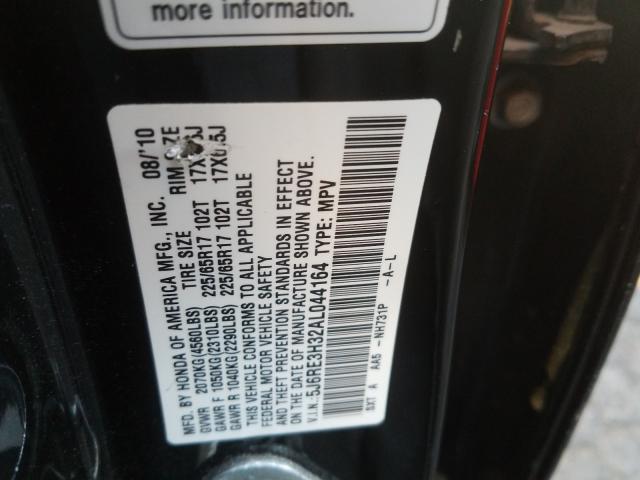 more information.
MFD. BY HONDA OF AMERICA MFG., INC. 08/'10
GVWR 2070KG(4560LBS) TIRE SIZE RIM SIZE
GAWR F 1050KG(2310LBS) 225/65R17 102T 17X6.5J
GAWR R 1040KG(2290LBS) 225/65R17 102T 17X6.5J
THIS VEHICLE CONFORMS TO ALL APPLICABLE
FEDERAL MOTOR VEHICLE SAFETY
AND THEFT PREVENTION STANDARDS IN EFFECT
ON THE DATE OF MANUFACTURE SHOWN ABOVE.
V.I.N.:5J6RE3H32AL044164 TYPE: MPV
SXT A AA5 -NH731P -A-L